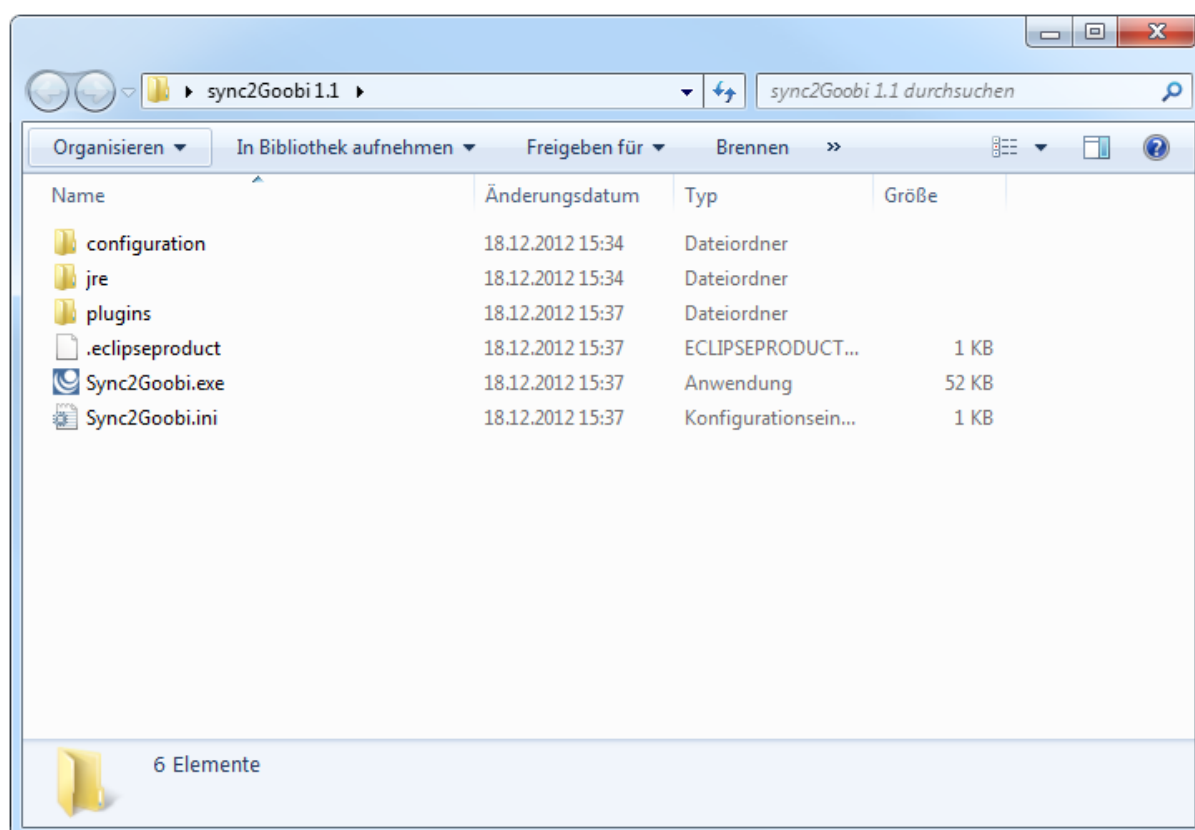 sync2Goobi 1.1
sync2Goobi 1.1 durchsuchen
Organisieren In Bibliothek aufnehmen Freigeben für Brennen »
Name Änderungsdatum Typ Größe
configuration 18.12.2012 15:34 Dateiordner
jre 18.12.2012 15:34 Dateiordner
plugins 18.12.2012 15:37 Dateiordner
.eclipseproduct 18.12.2012 15:37 ECLIPSEPRODUCT... 1 KB
Sync2Goobi.exe 18.12.2012 15:37 Anwendung 52 KB
Sync2Goobi.ini 18.12.2012 15:37 Konfigurationsein... 1 KB
6 Elemente